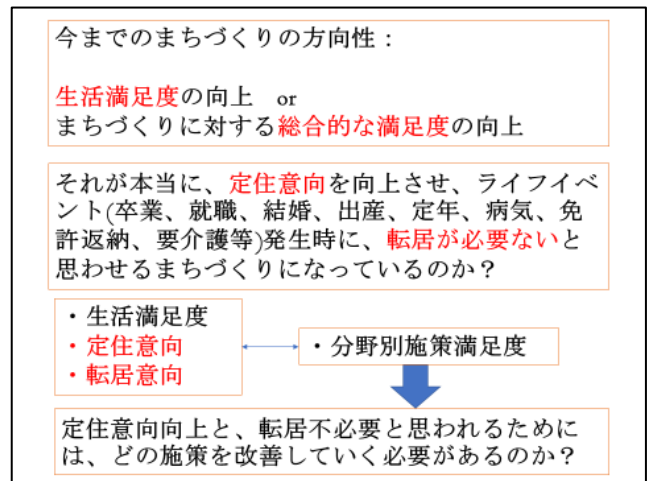 今までのまちづくりの方向性：
生活満足度の向上　or
まちづくりに対する総合的な満足度の向上
それが本当に、定住意向を向上させ、ライフイベ
ント(卒業、就職、結婚、出産、定年、病気、免
許返納、要介護等)発生時に、転居が必要ないと
思わせるまちづくりになっているのか？
・生活満足度
・定住意向
・転居意向
・分野別施策満足度
定住意向向上と、転居不必要と思われるために
は、どの施策を改善していく必要があるのか？